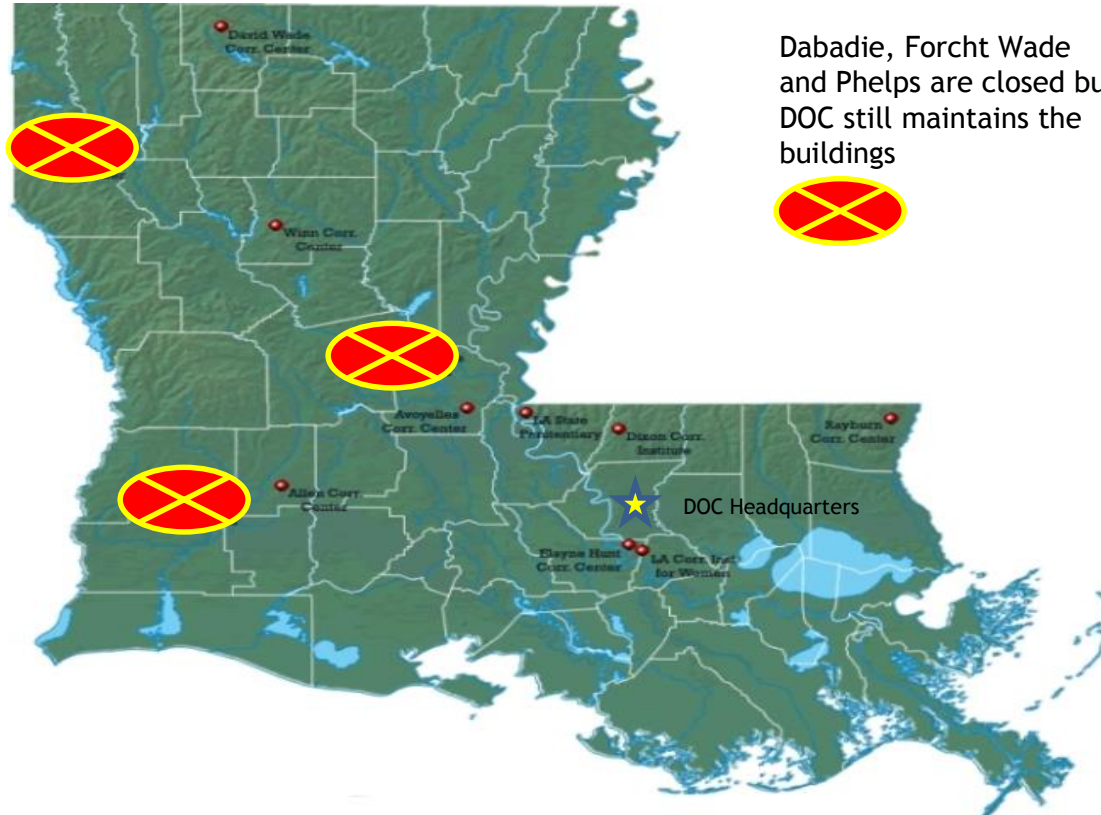 David Wade
Corr. Center
Dabadie, Forcht Wade
and Phelps are closed bu
DOC still maintains the
buildings
Winn Corr.
Center
Avoyelles
Corr. Center
LA State
Penitentiary
Dixon Corr.
Institute
Rayburn
Corr. Center
Allen Corr.
Center
DOC Headquarters
Elayne Hunt
Corr. Center
LA Corr. Inst.
for Women